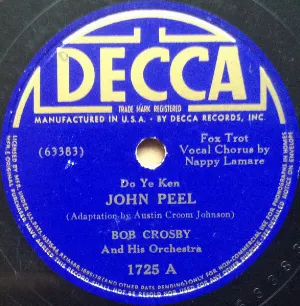 DECCA
TRADE MARK REGISTERED
MANUFACTURED IN U.S.A. - BY DECCA RECORDS, INC.
(63383)
Fox Trot
Vocal Chorus by
Nappy Lamare
Do Ye Ken
JOHN PEEL
(Adaptation by Austin Croom Johnson)
BOB CROSBY
And His Orchestra
1725 A